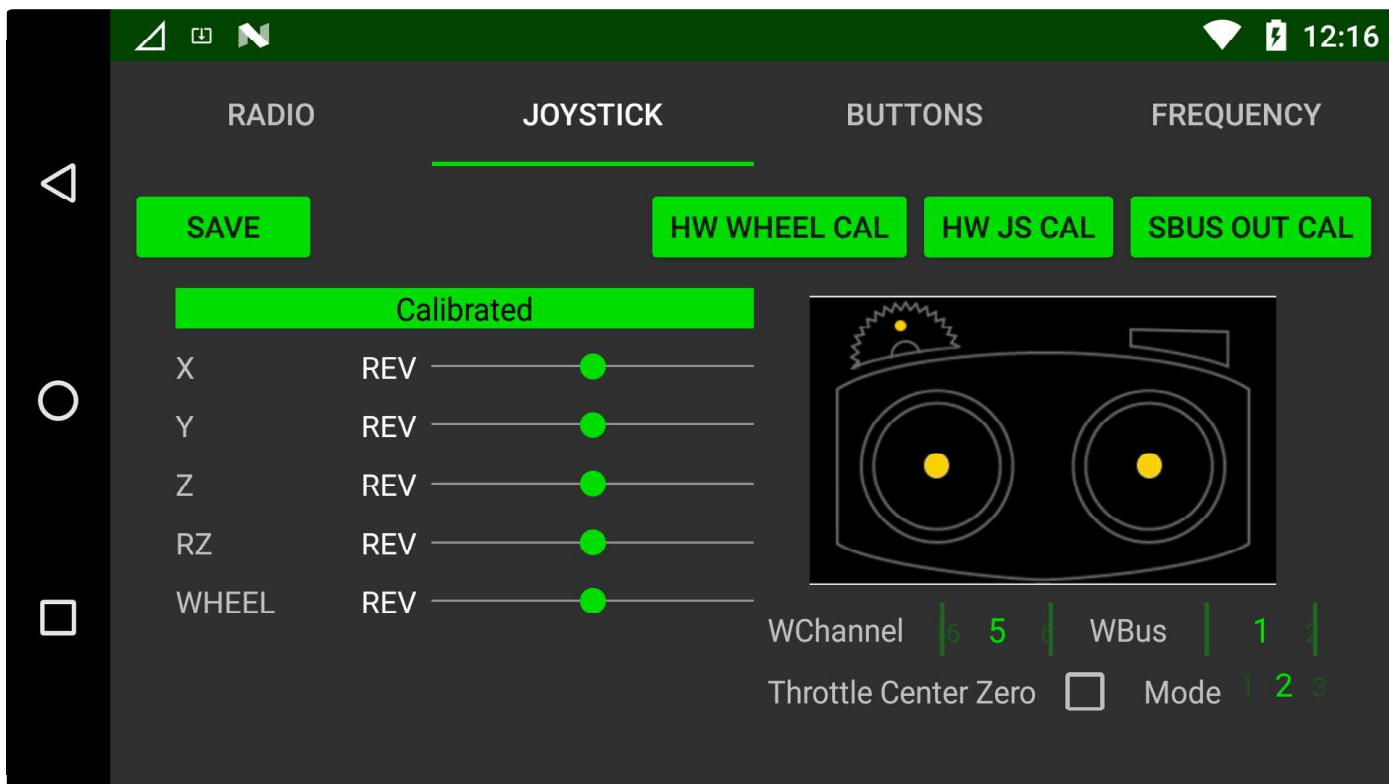 12:16
RADIO JOYSTICK BUTTONS FREQUENCY
SAVE HW WHEEL CAL HW JS CAL SBUS OUT CAL
Calibrated
X REV
Y REV
Z REV
RZ REV
WHEEL REV
WChannel 5 6 WBus 1 2
Throttle Center Zero Mode 1 2 3